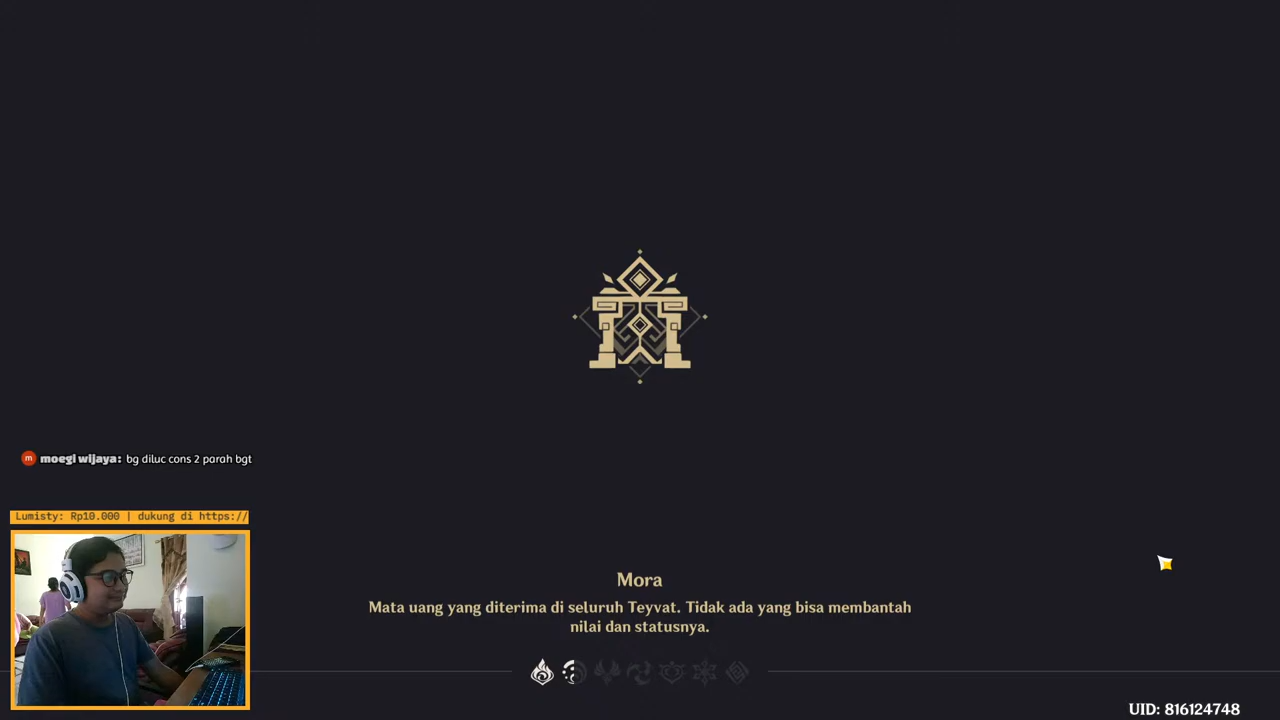 moegi wijaya: bg diluc cons 2 parah bgt
Lumisty: Rp10.000 | dukung di https://
Mora
Mata uang yang diterima di seluruh Teyvat. Tidak ada yang bisa membantah
nilai dan statusnya.
UID: 816124748